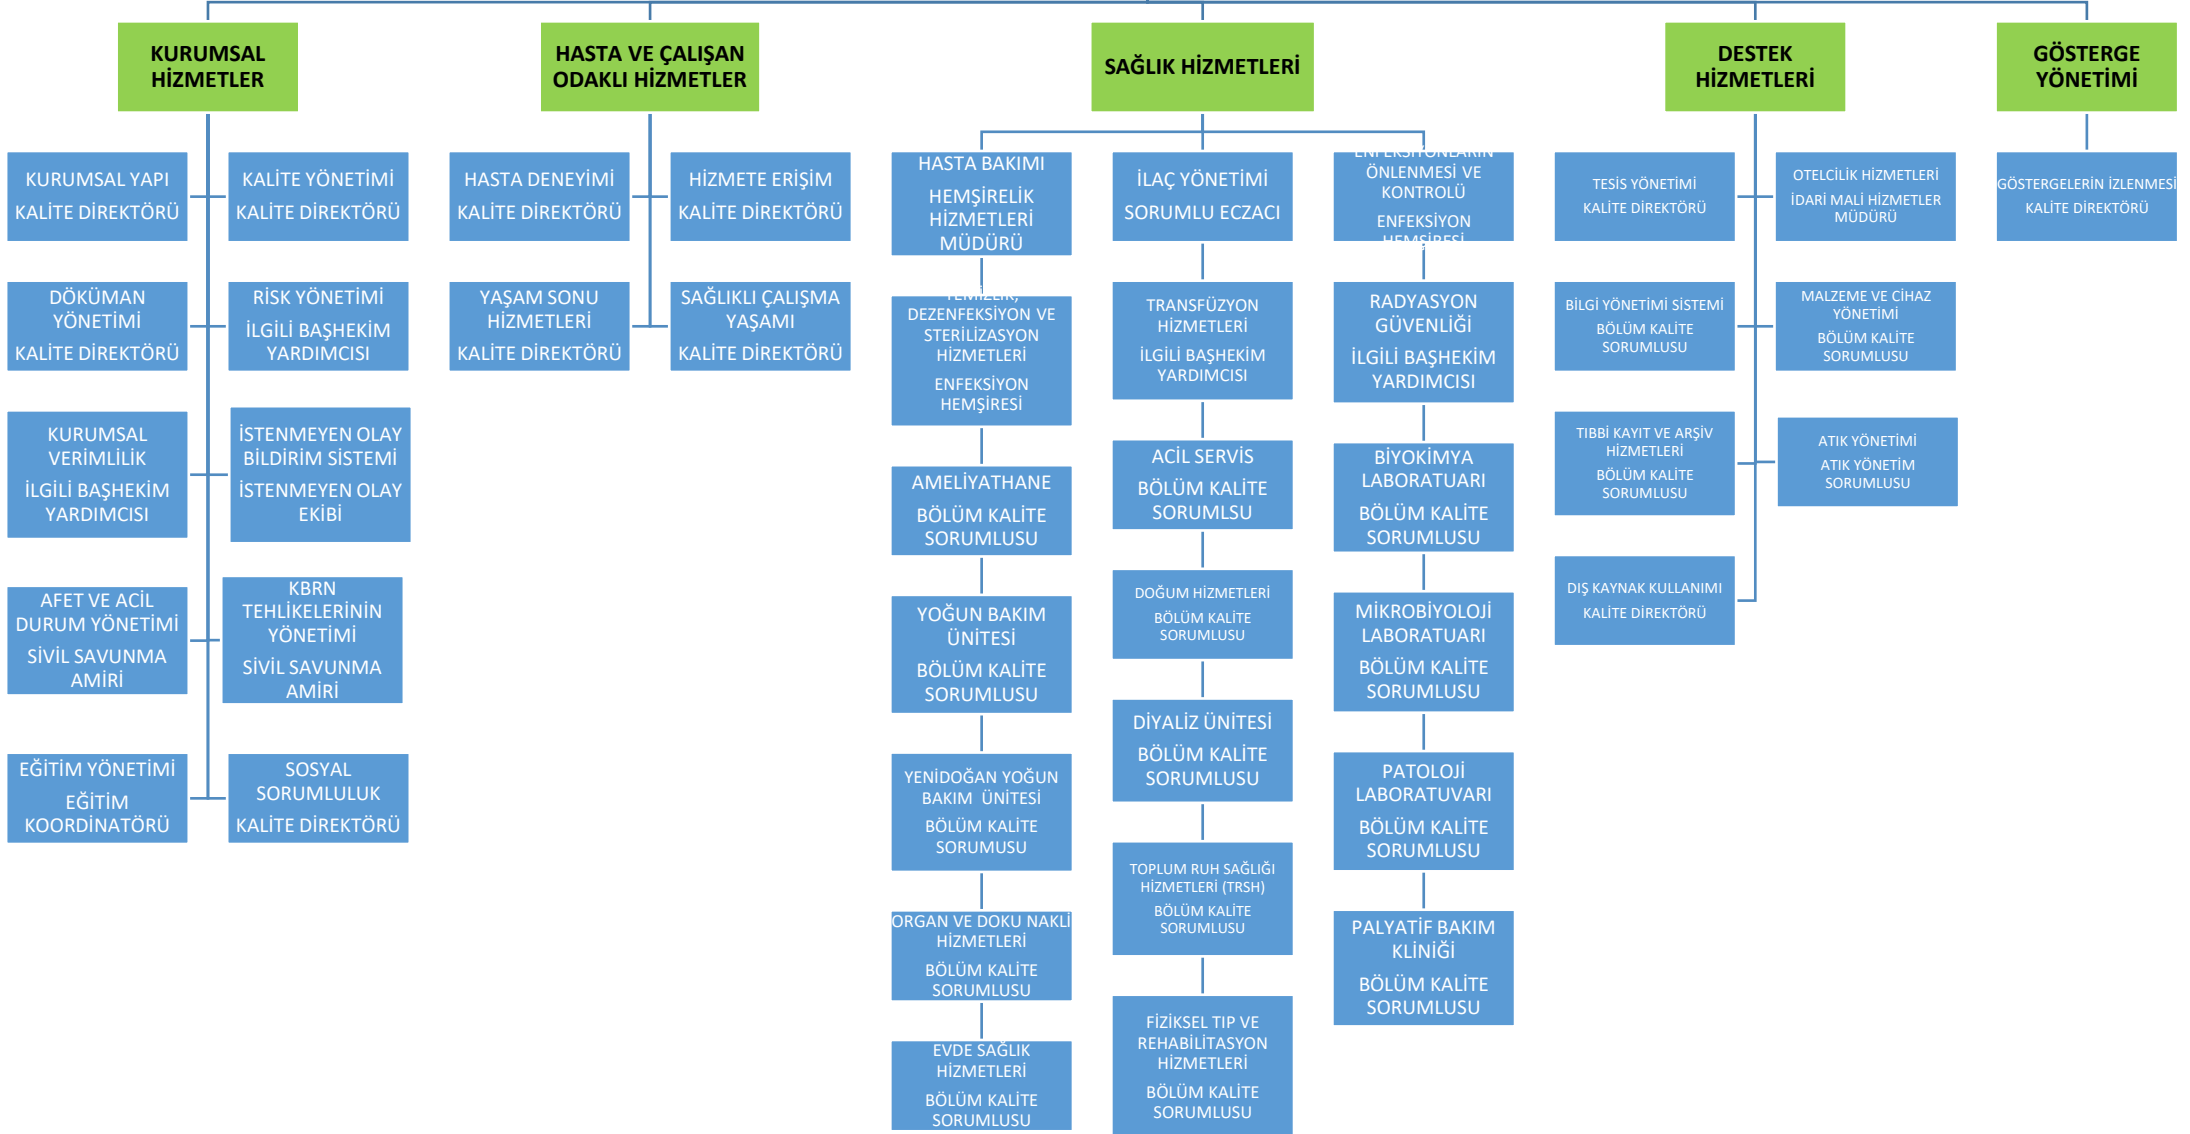 KURUMSAL
HİZMETLER
HASTA VE ÇALIŞAN
ODAKLI HİZMETLER
SAĞLIK HİZMETLERİ
DESTEK
HİZMETLERİ
GÖSTERGE
YÖNETİMİ
KURUMSAL YAPI
KALİTE DİREKTÖRÜ
KALİTE YÖNETİMİ
KALİTE DİREKTÖRÜ
DÖKÜMAN
YÖNETİMİ
KALİTE DİREKTÖRÜ
RİSK YÖNETİMİ
İLGİLİ BAŞHEKİM
YARDIMCISI
KURUMSAL
VERİMLİLİK
İLGİLİ BAŞHEKİM
YARDIMCISI
İSTENMEYEN OLAY
BİLDİRİM SİSTEMİ
İSTENMEYEN OLAY
EKİBİ
AFET VE ACİL
DURUM YÖNETİMİ
SİVİL SAVUNMA
AMİRİ
KBRN
TEHLİKELERİNİN
YÖNETİMİ
SİVİL SAVUNMA
AMİRİ
EĞİTİM YÖNETİMİ
EĞİTİM
KOORDİNATÖRÜ
SOSYAL
SORUMLULUK
KALİTE DİREKTÖRÜ
HASTA DENEYİMİ
KALİTE DİREKTÖRÜ
HİZMETE ERİŞİM
KALİTE DİREKTÖRÜ
YAŞAM SONU
HİZMETLERİ
KALİTE DİREKTÖRÜ
SAĞLIKLI ÇALIŞMA
YAŞAMI
KALİTE DİREKTÖRÜ
HASTA BAKIMI
HEMŞİRELİK
HİZMETLERİ
MÜDÜRÜ
TEMİZLİK,
DEZENFEKSİYON VE
STERİLİZASYON
HİZMETLERİ
ENFEKSİYON
HEMŞİRESİ
AMELİYATHANE
BÖLÜM KALİTE
SORUMLUSU
YOĞUN BAKIM
ÜNİTESİ
BÖLÜM KALİTE
SORUMLUSU
YENİDOĞAN YOĞUN
BAKIM  ÜNİTESİ
BÖLÜM KALİTE
SORUMUSU
ORGAN VE DOKU NAKLİ
HİZMETLERİ
BÖLÜM KALİTE
SORUMLUSU
EVDE SAĞLIK
HİZMETLERİ
BÖLÜM KALİTE
SORUMLUSU
İLAÇ YÖNETİMİ
SORUMLU ECZACI
TRANSFÜZYON
HİZMETLERİ
İLGİLİ BAŞHEKİM
YARDIMCISI
ACİL SERVİS
BÖLÜM KALİTE
SORUMLSU
DOĞUM HİZMETLERİ
BÖLÜM KALİTE
SORUMLUSU
DİYALİZ ÜNİTESİ
BÖLÜM KALİTE
SORUMLUSU
TOPLUM RUH SAĞLIĞI
HİZMETLERİ (TRSH)
BÖLÜM KALİTE
SORUMLUSU
FİZİKSEL TIP VE
REHABİLİTASYON
HİZMETLERİ
BÖLÜM KALİTE
SORUMLUSU
ENFEKSİYONLARIN
ÖNLENMESİ VE
KONTROLÜ
ENFEKSİYON
HEMŞİRESİ
RADYASYON
GÜVENLİĞİ
İLGİLİ BAŞHEKİM
YARDIMCISI
BİYOKİMYA
LABORATUARI
BÖLÜM KALİTE
SORUMLUSU
MİKROBİYOLOJİ
LABORATUARI
BÖLÜM KALİTE
SORUMLUSU
PATOLOJİ
LABORATUVARI
BÖLÜM KALİTE
SORUMLUSU
PALYATİF BAKIM
KLİNİĞİ
BÖLÜM KALİTE
SORUMLUSU
TESİS YÖNETİMİ
KALİTE DİREKTÖRÜ
OTELCİLİK HİZMETLERİ
İDARİ MALİ HİZMETLER
MÜDÜRÜ
BİLGİ YÖNETİMİ SİSTEMİ
BÖLÜM KALİTE
SORUMLUSU
MALZEME VE CİHAZ
YÖNETİMİ
BÖLÜM KALİTE
SORUMLUSU
TIBBİ KAYIT VE ARŞİV
HİZMETLERİ
BÖLÜM KALİTE
SORUMLUSU
ATIK YÖNETİMİ
ATIK YÖNETİM
SORUMLUSU
DIŞ KAYNAK KULLANIMI
KALİTE DİREKTÖRÜ
GÖSTERGELERİN İZLENMESİ
KALİTE DİREKTÖRÜ